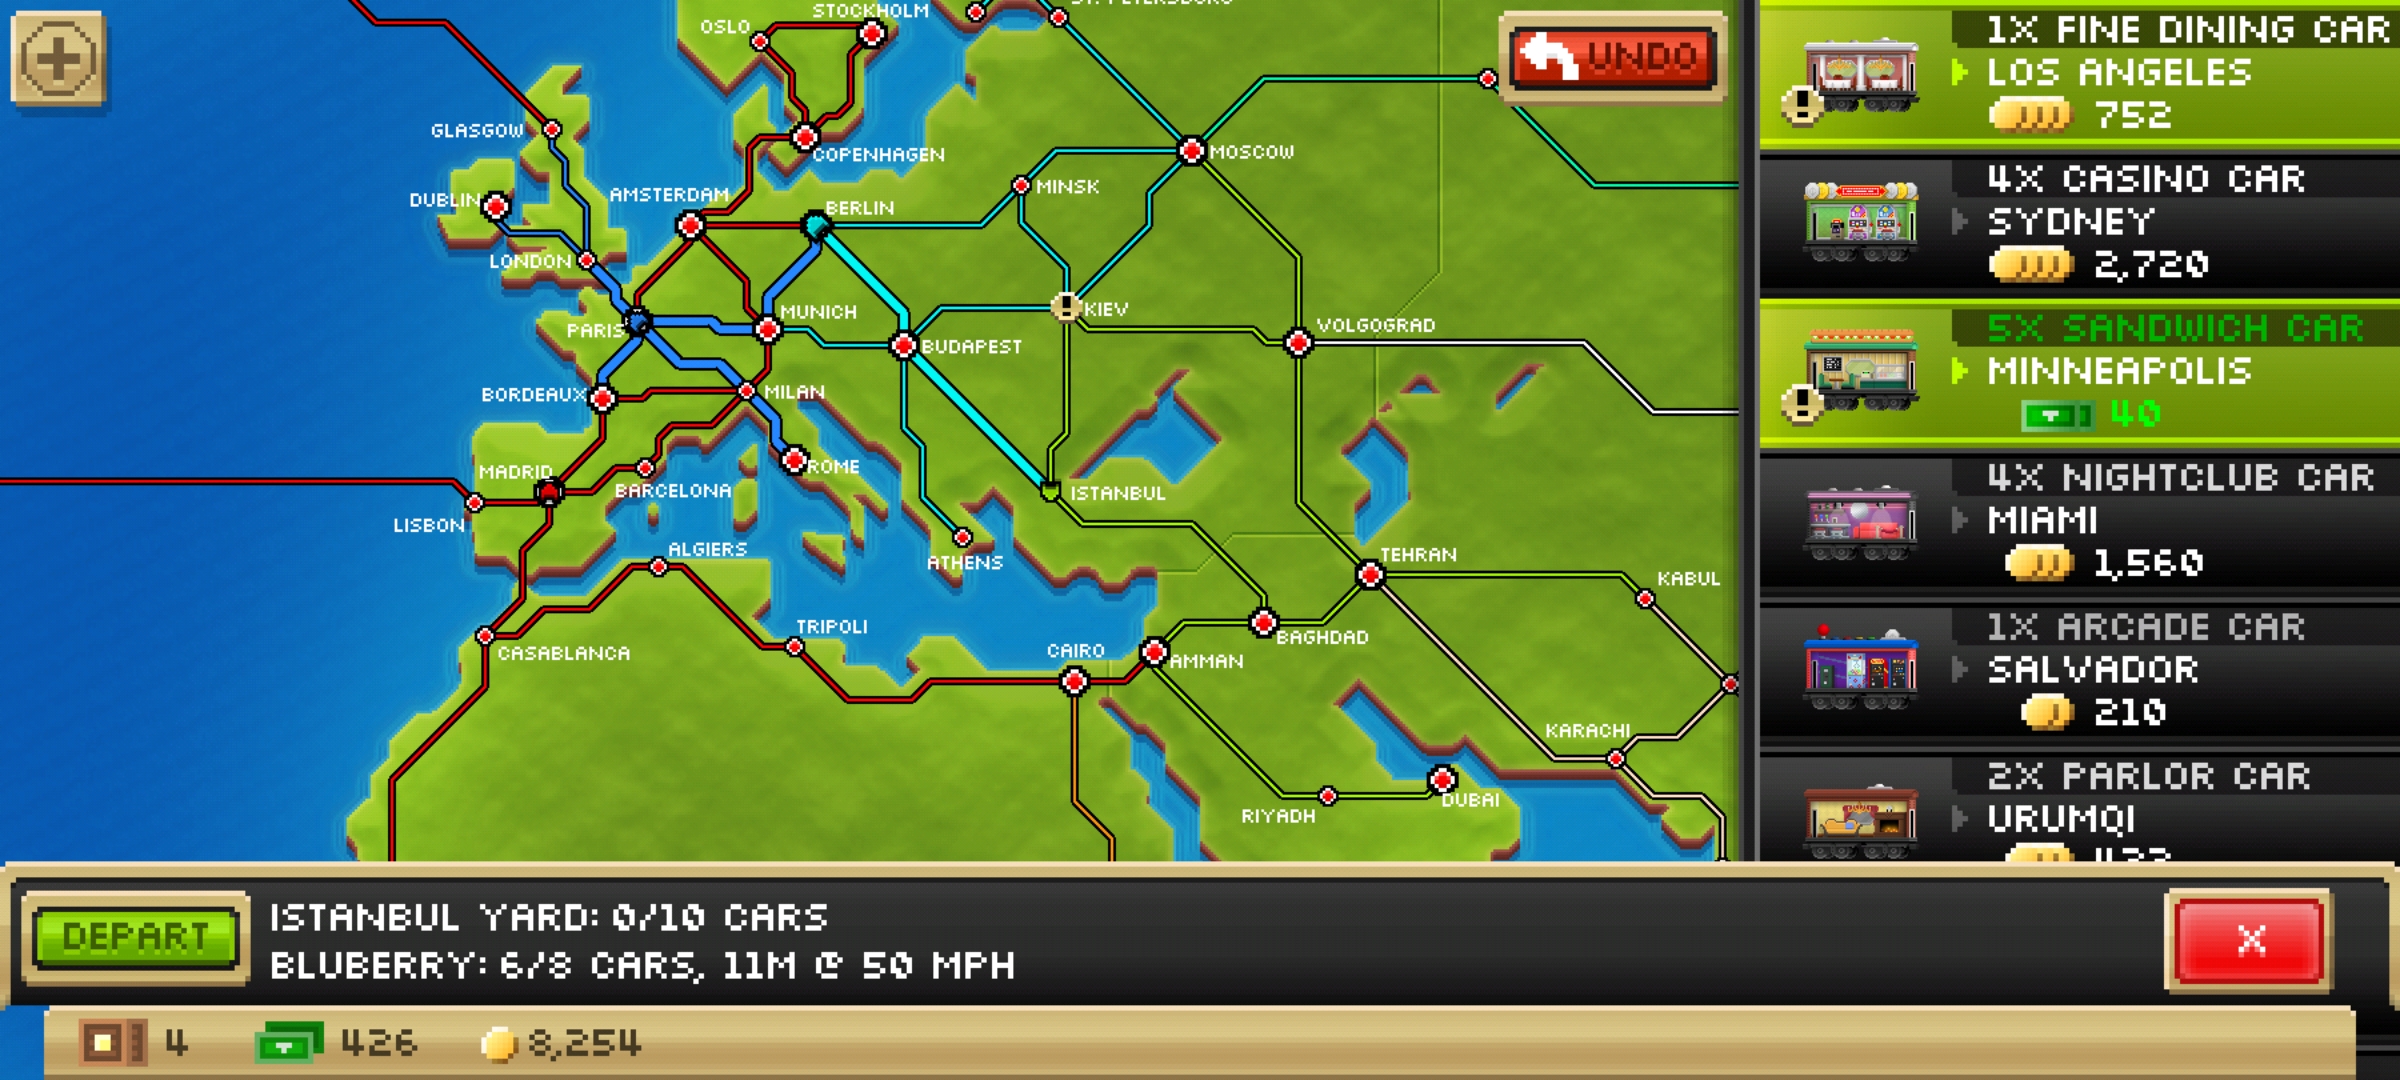 STOCKHOLM
OSLO
UNDO
GLASGOW
COPENHAGEN
MOSCOW
MINSK
DUBLIN
AMSTERDAM
BERLIN
LONDON
PARIS
MUNICH
KIEV
VOLGOGRAD
BUDAPEST
BORDEAUX
MILAN
MADRID
ROME
BARCELONA
ISTANBUL
LISBON
ALGIERS
ATHENS
TEHRAN
KABUL
TRIPOLI
BAGHDAD
CASABLANCA
CAIRO
AMMAN
KARACHI
RIYADH
DUBAI
1X FINE DINING CAR
LOS ANGELES
752
4X CASINO CAR
SYDNEY
2,720
5X SANDWICH CAR
MINNEAPOLIS
40
4X NIGHTCLUB CAR
MIAMI
1,560
1X ARCADE CAR
SALVADOR
210
2X PARLOR CAR
URUMQI
DEPART
ISTANBUL YARD: 0/10 CARS
BLUBERRY: 6/8 CARS, 11M @ 50 MPH
X
4
426
8,254